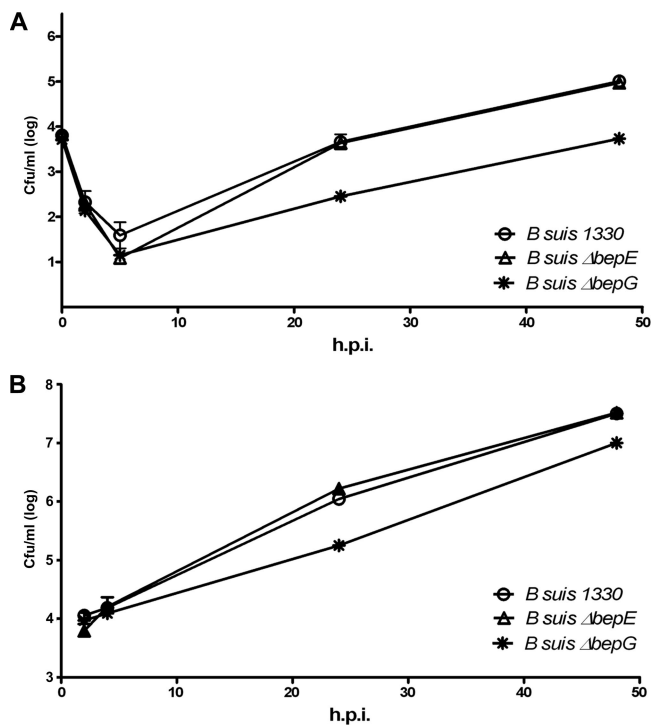 A
Cfu/ml (log)
6
5
4
3
2
1
0 10 20 30 40 50
h.p.i.
B suis 1330
B suis ΔbepE
B suis ΔbepG
B
Cfu/ml (log)
8
7
6
5
4
3
0 10 20 30 40 50
h.p.i.
B suis 1330
B suis ΔbepE
B suis ΔbepG